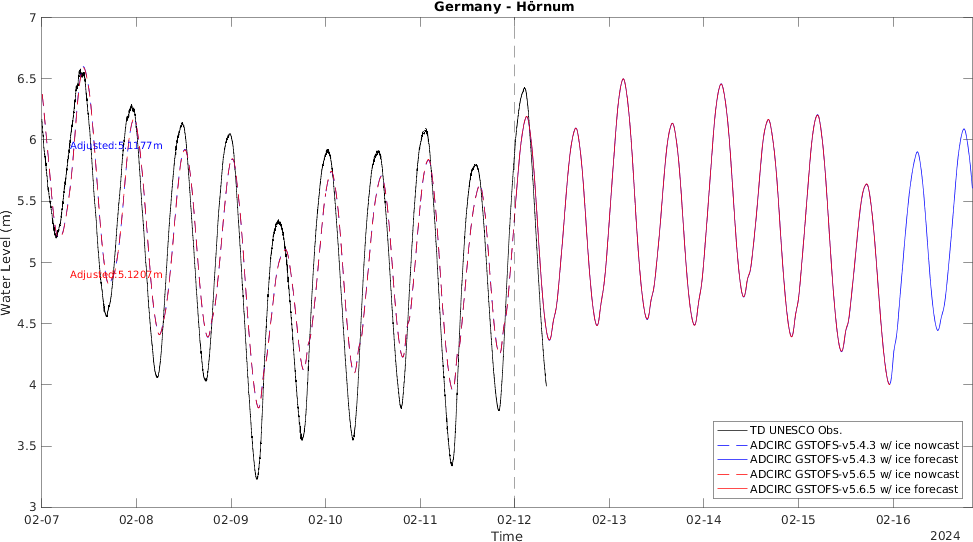 Germany - Hörnum
7
6.5
6
5.5
5
4.5
4
3.5
3
Water Level (m)
Adjusted:5.1177m
Adjusted:5.1207m
TD UNESCO Obs.
ADCIRC GSTOFS-v5.4.3 w/ ice nowcast
ADCIRC GSTOFS-v5.4.3 w/ ice forecast
ADCIRC GSTOFS-v5.6.5 w/ ice nowcast
ADCIRC GSTOFS-v5.6.5 w/ ice forecast
02-07 02-08 02-09 02-10 02-11 02-12 02-13 02-14 02-15 02-16
Time
2024